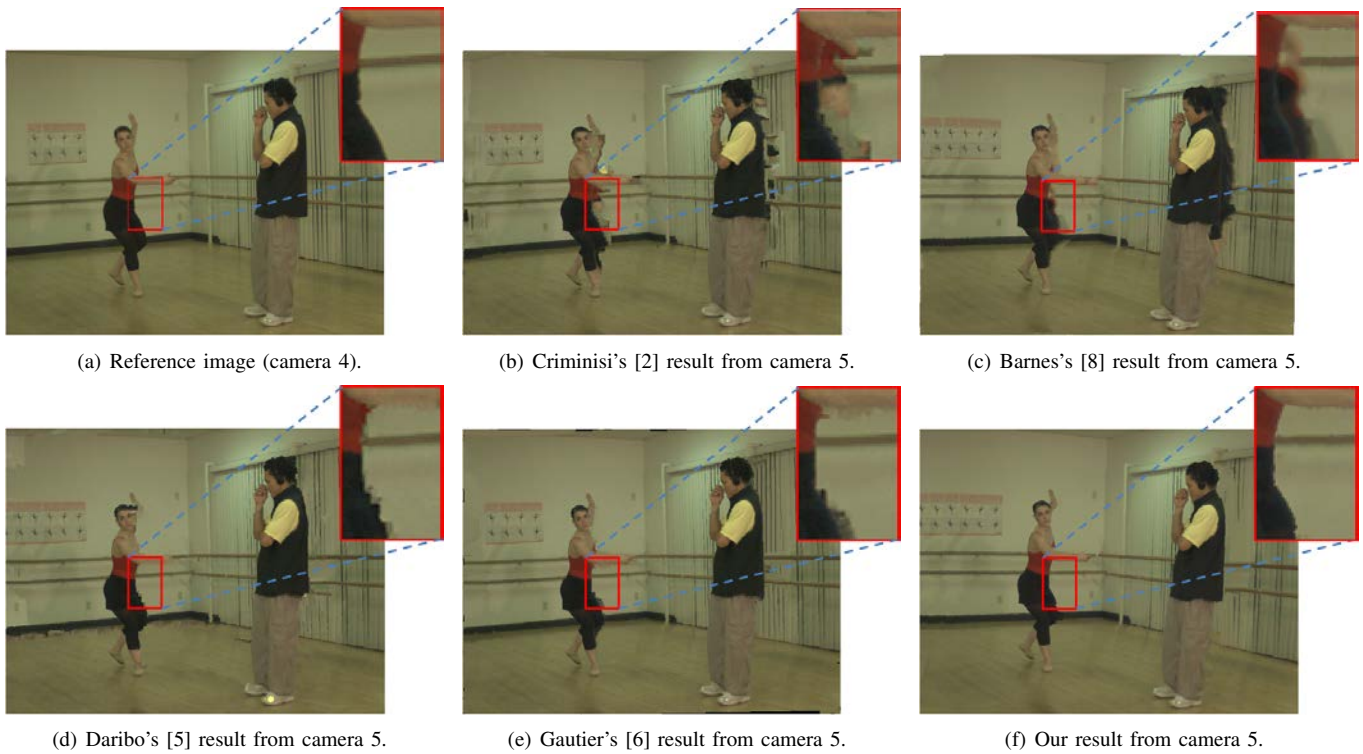 (a) Reference image (camera 4).
(b) Criminisi's [2] result from camera 5.
(c) Barnes's [8] result from camera 5.
(d) Daribo's [5] result from camera 5.
(e) Gautier's [6] result from camera 5.
(f) Our result from camera 5.